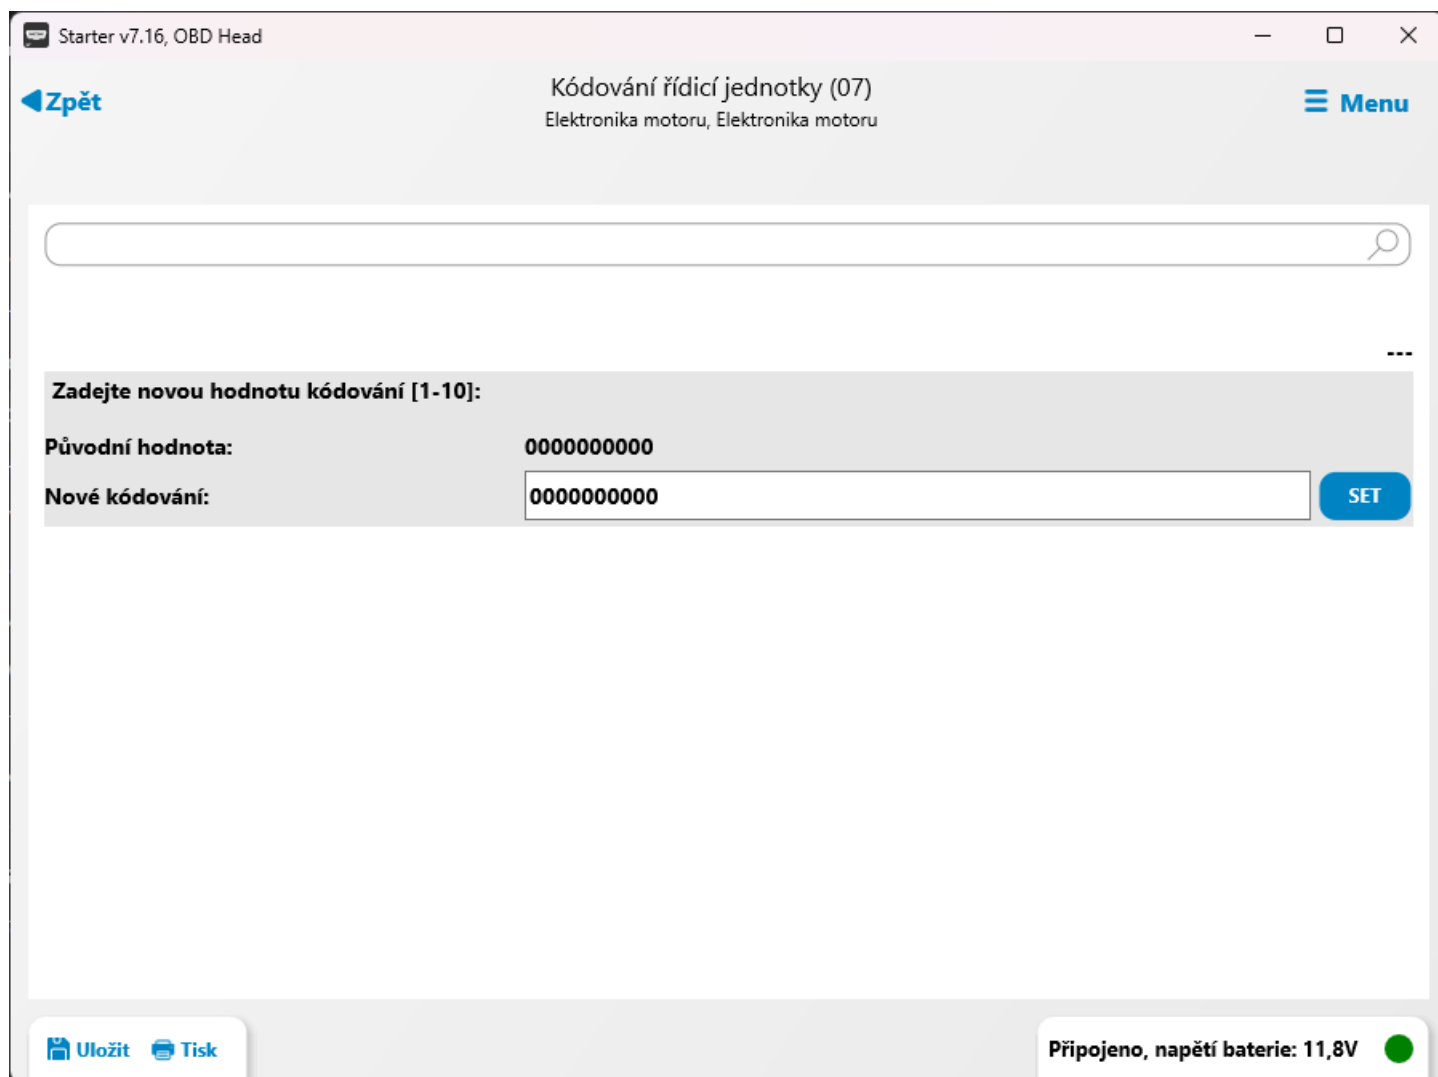 Starter v7.16, OBD Head
Zpět
Kódování řídicí jednotky (07)
Elektronika motoru, Elektronika motoru
Menu
---
Zadejte novou hodnotu kódování [1-10]:
Původní hodnota: 0000000000
Nové kódování: 0000000000 SET
Uložit Tisk
Připojeno, napětí baterie: 11,8V